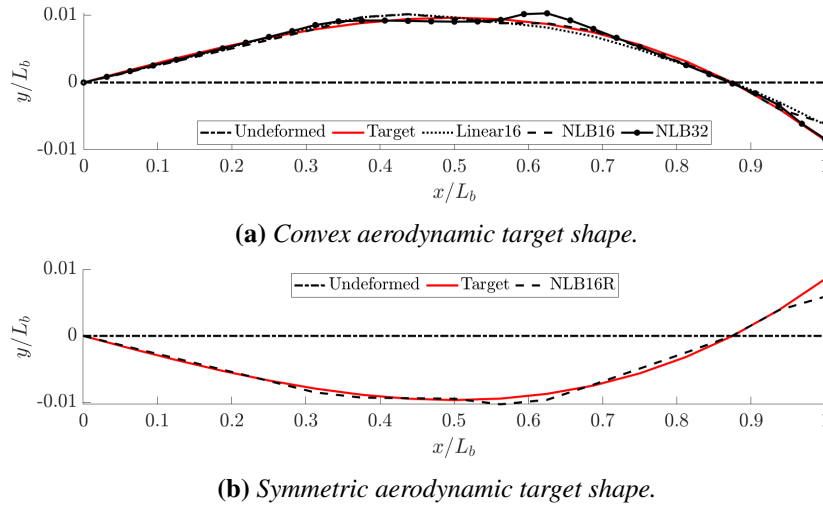 0.01
y/L_b
0
-0.01
Undeformed Target Linear16 NLB16 NLB32
0 0.1 0.2 0.3 0.4 0.5 0.6 0.7 0.8 0.9 1
x/L_b
(a) Convex aerodynamic target shape.
0.01
Undeformed Target NLB16R
y/L_b
0
-0.01
0 0.1 0.2 0.3 0.4 0.5 0.6 0.7 0.8 0.9 1
x/L_b
(b) Symmetric aerodynamic target shape.